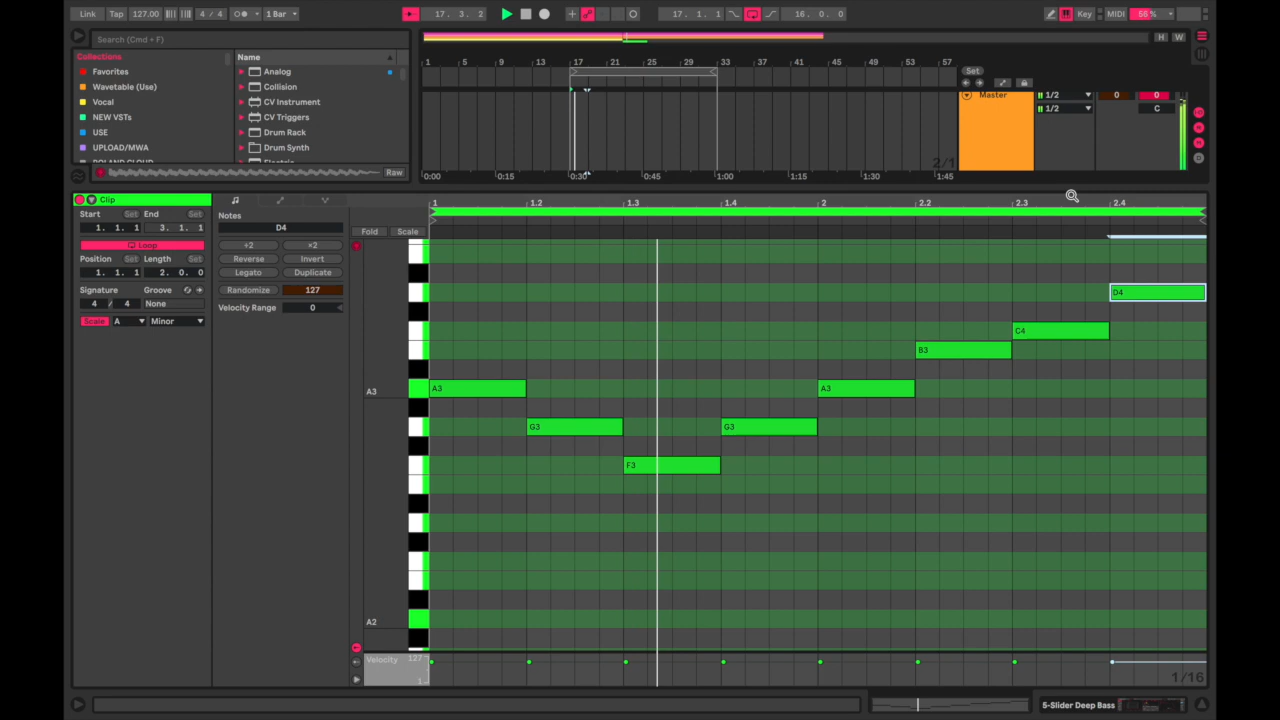 Link Tap 127.00 4 / 4 1 Bar 17. 3. 2 17. 1. 1 16. 0. 0 Key MIDI 56 %
Search (Cmd + F)
Collections
Favorites
Wavetable (Use)
Vocal
NEW VSTs
USE
UPLOAD/MWA
ROLAND CLOUD
Name
Analog
Collision
CV Instrument
CV Triggers
Drum Rack
Drum Synth
Electric
Raw
H W
1 5 9 13 17 21 25 29 33 37 41 45 49 53 57
Set
Master 1/2 0 0
1/2 C
2/1
0:00 0:15 0:30 0:45 1:00 1:15 1:30 1:45
Clip
Start Set End Set
1. 1. 1 3. 1. 1
Loop
Position Set Length Set
1. 1. 1 2. 0. 0
Signature Groove
4 / 4 None
Scale A Minor
Notes
D4
+2 ×2
Reverse Invert
Legato Duplicate
Randomize 127
Velocity Range 0
Fold Scale
1 1.2 1.3 1.4 2 2.2 2.3 2.4
D4
C4
B3
A3 A3 A3
G3 G3
F3
A2
Velocity 127
1
1/16
5-Slider Deep Bass